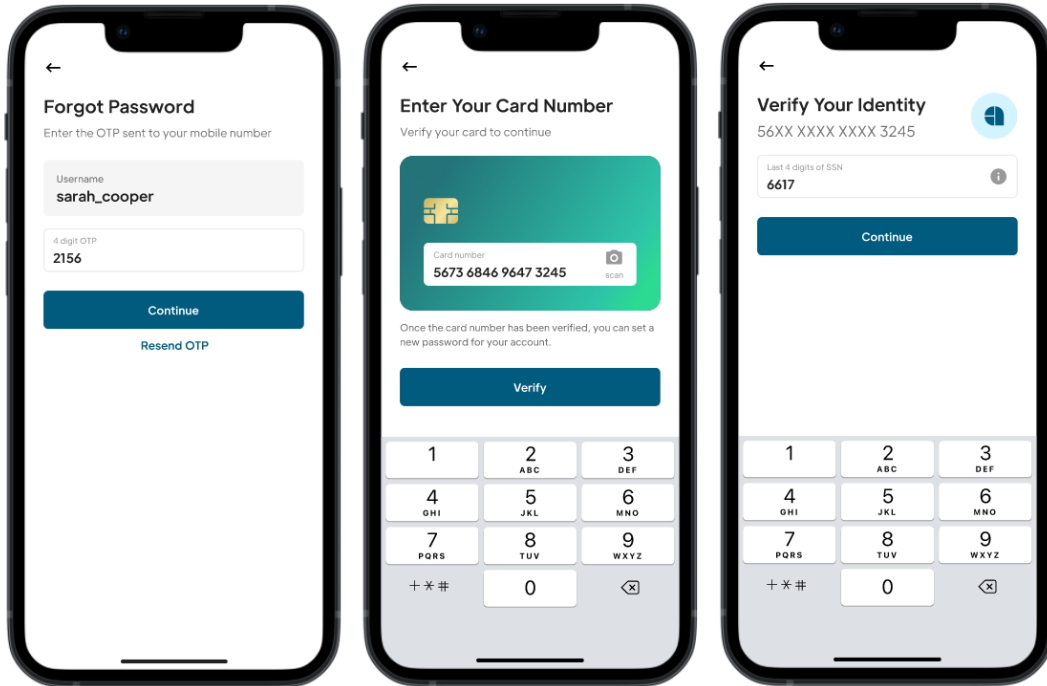 Forgot Password
Enter the OTP sent to your mobile number
Username
sarah_cooper
4 digit OTP
2156
Continue
Resend OTP
Enter Your Card Number
Verify your card to continue
Card number
5673 6846 9647 3245
scan
Once the card number has been verified, you can set a
new password for your account.
Verify
1 2 3
ABC DEF
4 5 6
GHI JKL MNO
7 8 9
PQRS TUV WXYZ
+*# 0
Verify Your Identity
56XX XXXX XXXX 3245
Last 4 digits of SSN
6617
Continue
1 2 3
ABC DEF
4 5 6
GHI JKL MNO
7 8 9
PQRS TUV WXYZ
+*# 0